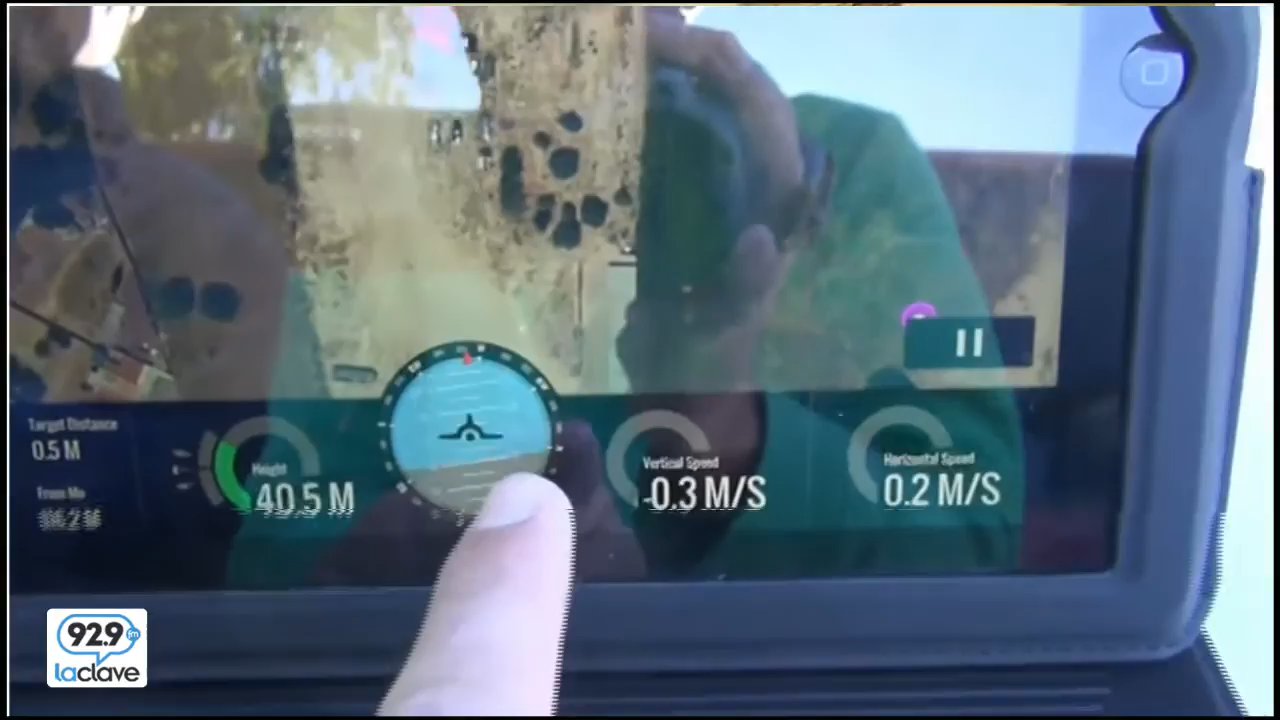 Target Distance
0.5 M
From Me
Height
40.5 M
Vertical Speed
-0.3 M/S
Horizontal Speed
0.2 M/S
92.9 fm
laclave